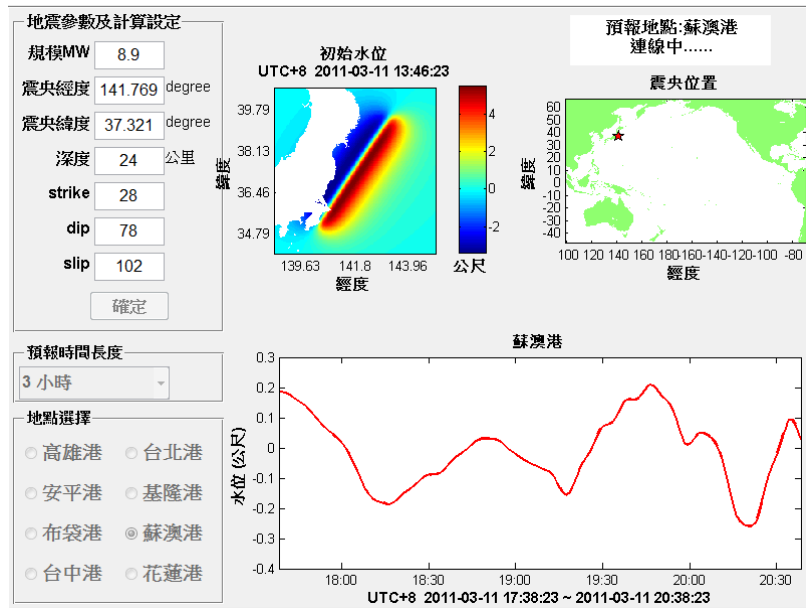 地震參數及計算設定
規模MW 8.9
震央經度 141.769 degree
震央緯度 37.321 degree
深度 24 公里
strike 28
dip 78
slip 102
確定
初始水位
UTC+8 2011-03-11 13:46:23
39.79
38.13
36.46
34.79
緯度
139.63 141.8 143.96
經度
4
2
0
-2
公尺
預報地點:蘇澳港
連線中......
震央位置
60
50
40
30
20
10
0
-10
-20
-30
-40
緯度
100 120 140 160 180-160-140-120-100 -80 -60
經度
預報時間長度
3 小時
地點選擇
高雄港 台北港
安平港 基隆港
布袋港 蘇澳港
台中港 花蓮港
蘇澳港
0.3
0.2
0.1
0
-0.1
-0.2
-0.3
-0.4
水位 (公尺)
18:00 18:30 19:00 19:30 20:00 20:30
UTC+8 2011-03-11 17:38:23 ~ 2011-03-11 20:38:23